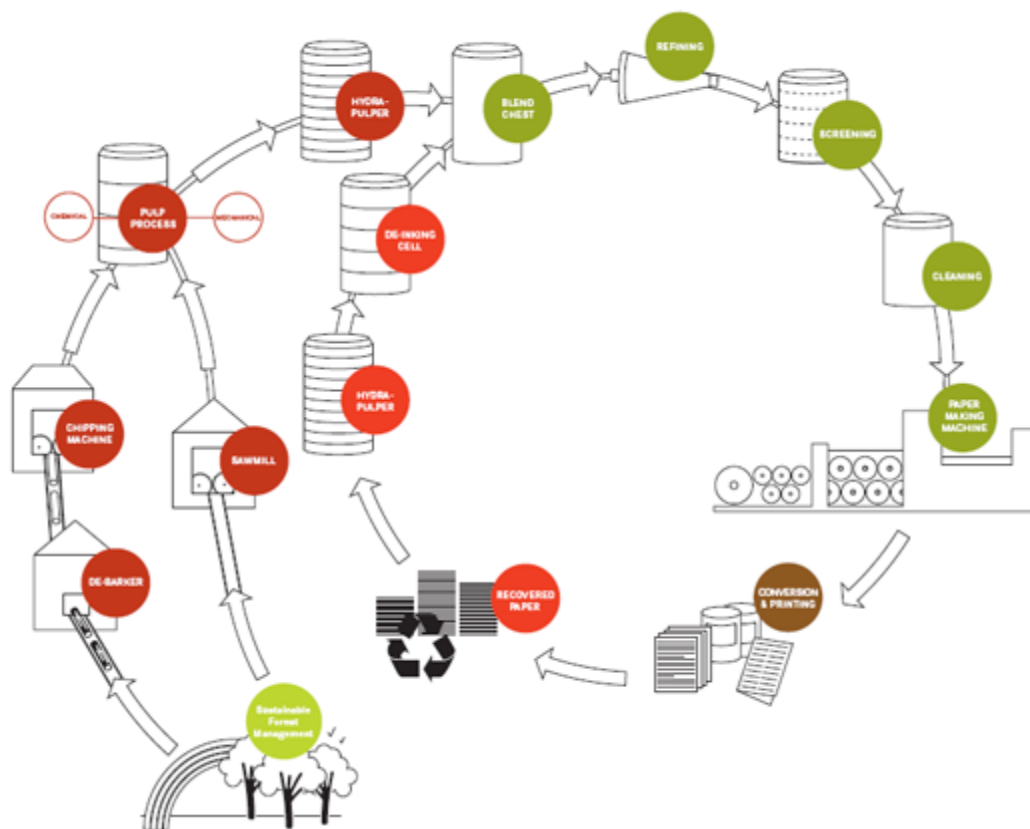 REFINING
HYDRA-
PULPER
BLEND
CHEST
SCREENING
CHEMICAL
PULP
PROCESS
MECHANICAL
DE-INKING
CELL
CLEANING
HYDRA-
PULPER
PAPER
MAKING
MACHINE
CHIPPING
MACHINE
SAWMILL
DE-BARKER
RECOVERED
PAPER
CONVERSION
& PRINTING
Sustainable
Forest
Management